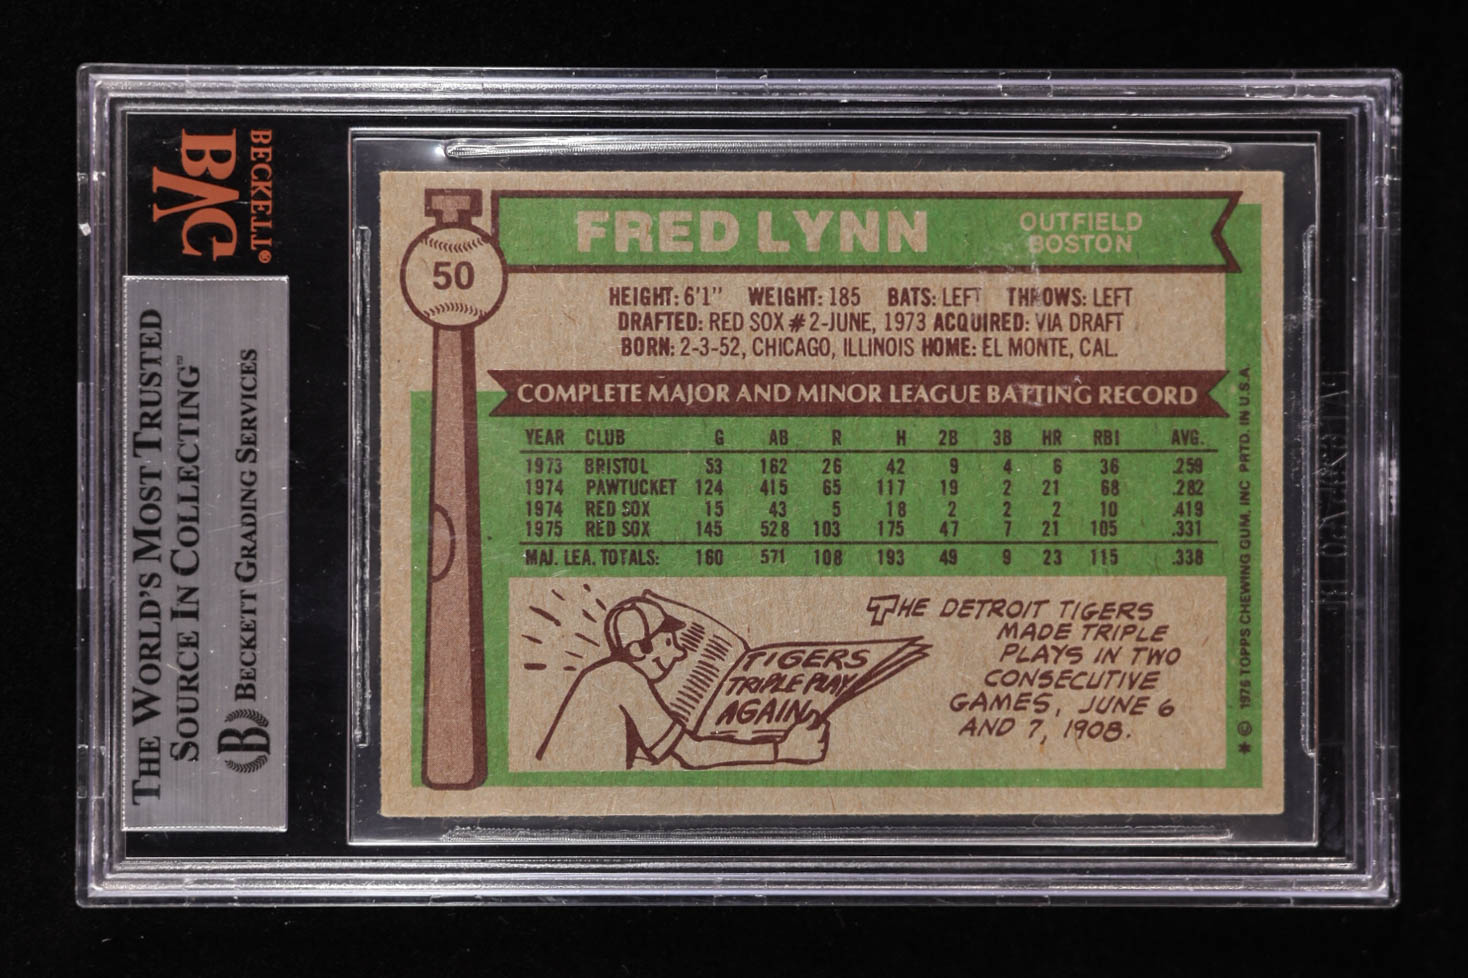 BECKETT®
BVG
THE WORLD'S MOST TRUSTED
SOURCE IN COLLECTING™
B BECKETT GRADING SERVICES
T
50
FRED LYNN
OUTFIELD
BOSTON
HEIGHT: 6'1" WEIGHT: 185 BATS: LEFT THROWS: LEFT
DRAFTED: RED SOX #2-JUNE, 1973 ACQUIRED: VIA DRAFT
BORN: 2-3-52, CHICAGO, ILLINOIS HOME: EL MONTE, CAL.
COMPLETE MAJOR AND MINOR LEAGUE BATTING RECORD
YEAR CLUB G AB R H 2B 3B HR RBI AVG.
1973 BRISTOL 53 162 26 42 9 4 6 36 .259
1974 PAWTUCKET 124 415 65 117 19 2 21 68 .282
1974 RED SOX 15 43 5 18 2 2 2 10 .419
1975 RED SOX 145 528 103 175 47 7 21 105 .331
MAJ. LEA. TOTALS: 160 571 108 193 49 9 23 115 .338
TIGERS
TRIPLE PLAY
AGAIN
THE DETROIT TIGERS
MADE TRIPLE
PLAYS IN TWO
CONSECUTIVE
GAMES, JUNE 6
AND 7, 1908.
* © 1976 TOPPS CHEWING GUM, INC PRTD. IN U.S.A.